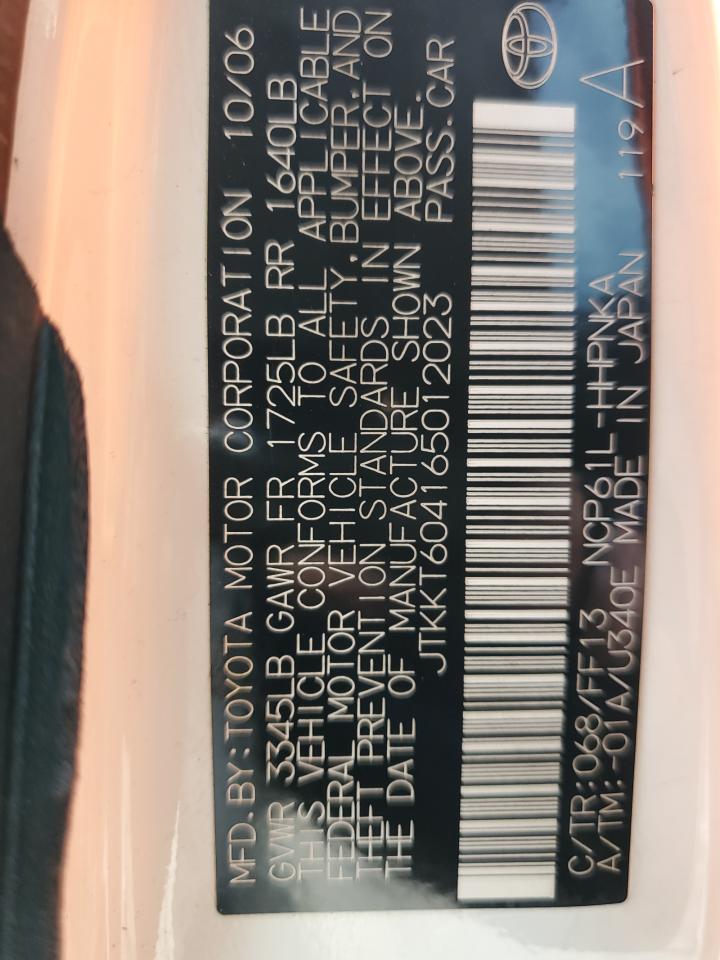 MFD. BY:TOYOTA MOTOR CORPORATION 10/06
GVWR 3345LB GAWR FR 1725LB RR 1640LB
THIS VEHICLE CONFORMS TO ALL APPLICABLE
FEDERAL MOTOR VEHICLE SAFETY, BUMPER, AND
THEFT PREVENTION STANDARDS IN EFFECT ON
THE DATE OF MANUFACTURE SHOWN ABOVE.
JTKKT604165012023 PASS. CAR
C/TR: 068/FF13 NCP61L-HHPNKA
A/TM: -01A/U340E MADE IN JAPAN 119A